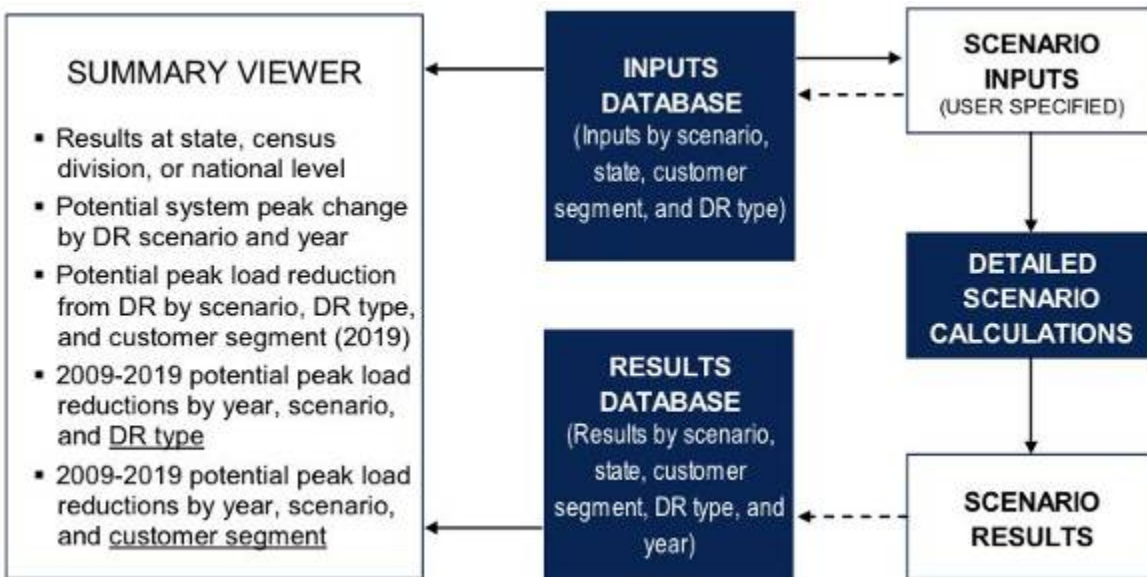 SUMMARY VIEWER
▪ Results at state, census
division, or national level
▪ Potential system peak change
by DR scenario and year
▪ Potential peak load reduction
from DR by scenario, DR type,
and customer segment (2019)
▪ 2009-2019 potential peak load
reductions by year, scenario,
and DR type
▪ 2009-2019 potential peak load
reductions by year, scenario,
and customer segment
INPUTS
DATABASE
(Inputs by scenario,
state, customer
segment, and DR type)
SCENARIO
INPUTS
(USER SPECIFIED)
DETAILED
SCENARIO
CALCULATIONS
RESULTS
DATABASE
(Results by scenario,
state, customer
segment, DR type, and
year)
SCENARIO
RESULTS